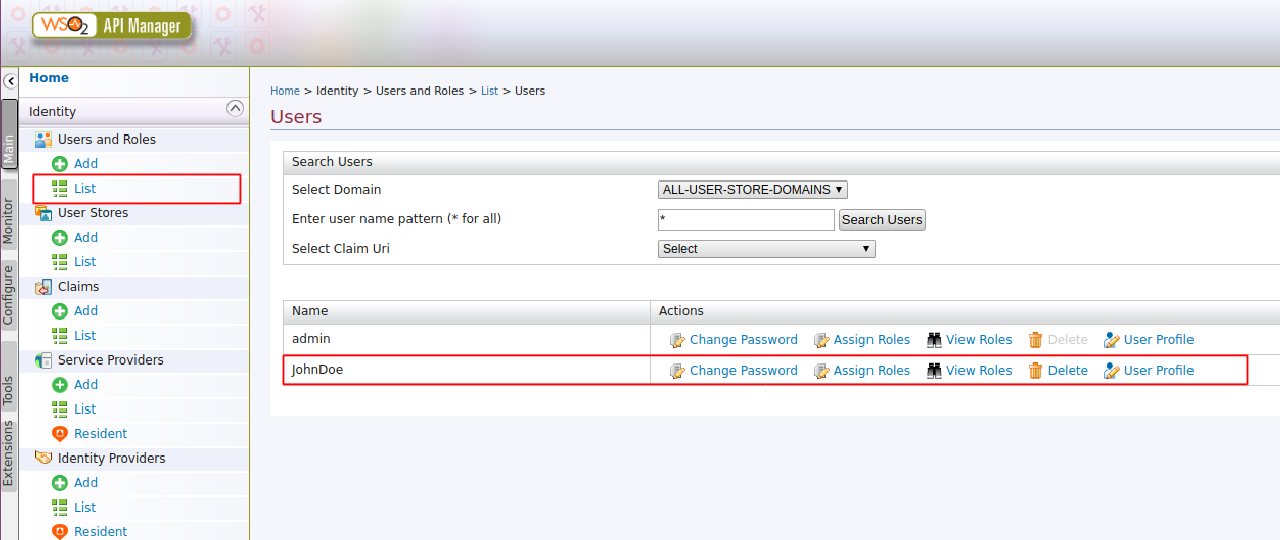 WSO2 API Manager
Home
Identity
Users and Roles
Add
List
User Stores
Add
List
Claims
Add
List
Service Providers
Add
List
Resident
Identity Providers
Add
List
Resident
Main
Monitor
Configure
Tools
Extensions
Home > Identity > Users and Roles > List > Users
Users
Search Users
Select Domain ALL-USER-STORE-DOMAINS
Enter user name pattern (* for all) * Search Users
Select Claim Uri Select
Name Actions
admin Change Password Assign Roles View Roles Delete User Profile
JohnDoe Change Password Assign Roles View Roles Delete User Profile